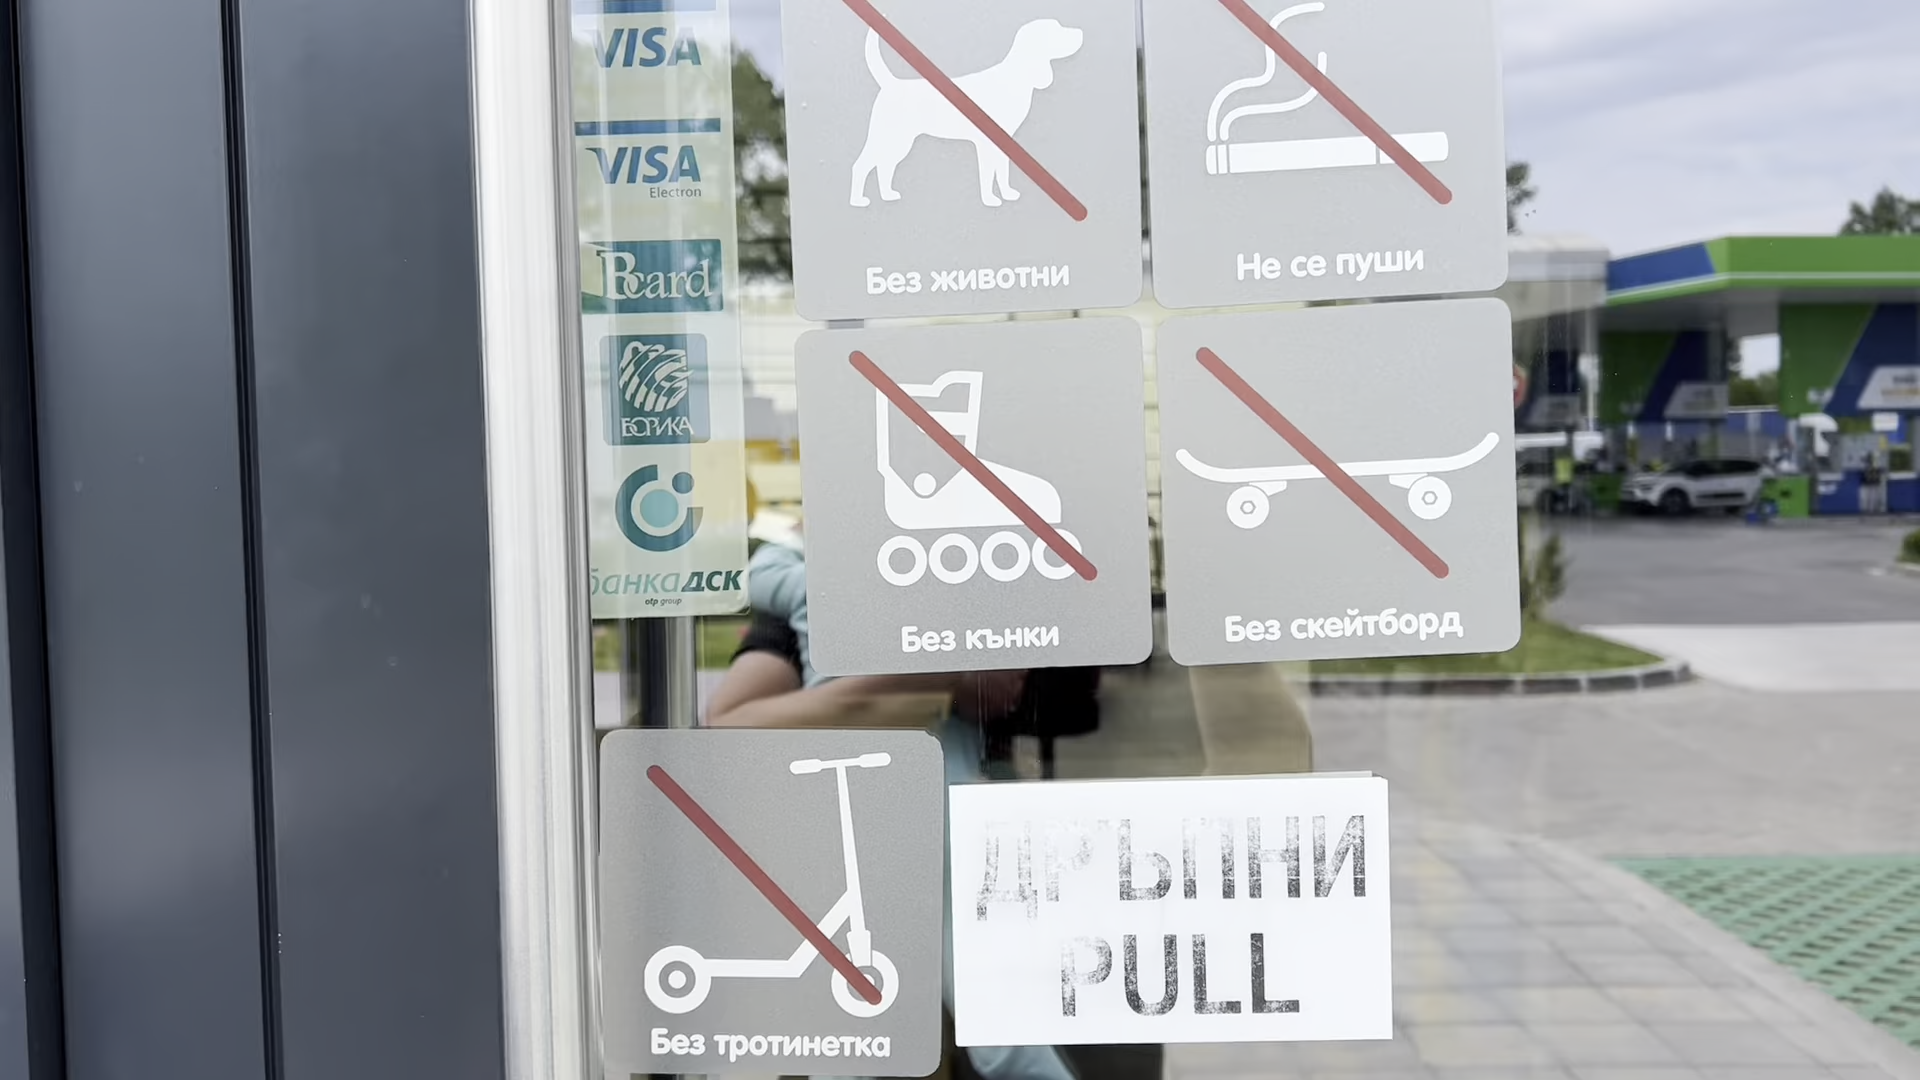 VISA
VISA
Electron
Bcard
БОРИКА
банкаДСК
otp group
Без животни
Не се пуши
Без кънки
Без скейтборд
Без тротинетка
ДРЪПНИ
PULL